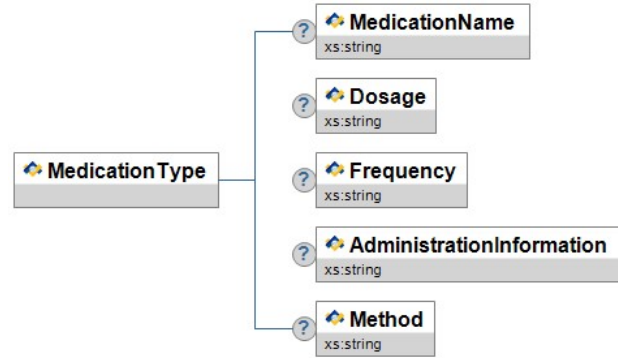 ? MedicationName
xs:string
? Dosage
xs:string
MedicationType
? Frequency
xs:string
? AdministrationInformation
xs:string
? Method
xs:string